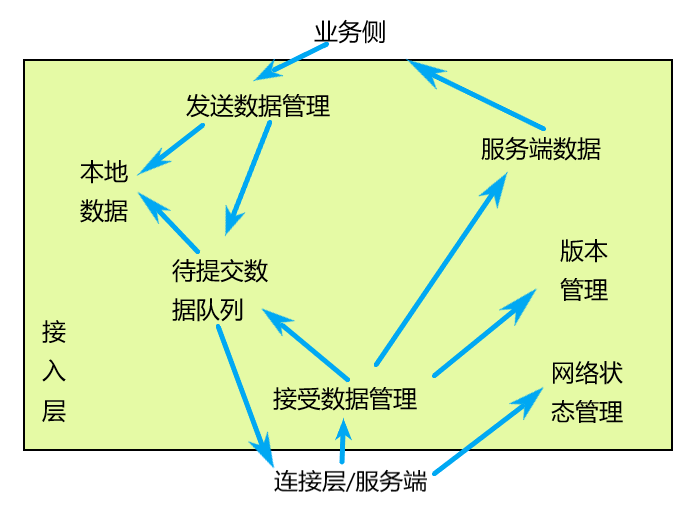 业务侧
发送数据管理
服务端数据
本地
数据
版本
管理
待提交数
据队列
接
入
层
网络状
态管理
接受数据管理
连接层/服务端